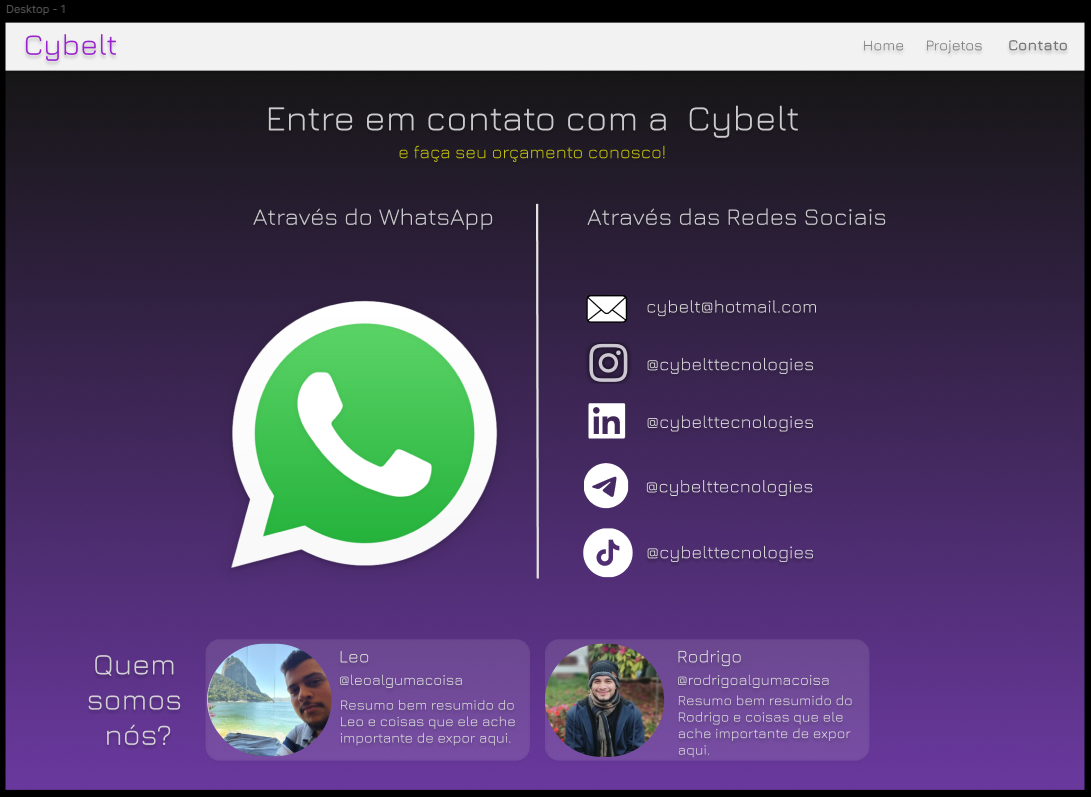 Desktop - 1
Cybelt
Home Projetos Contato
Entre em contato com a Cybelt
e faça seu orçamento conosco!
Através do WhatsApp
Através das Redes Sociais
cybelt@hotmail.com
@cybelttecnologies
in
@cybelttecnologies
@cybelttecnologies
@cybelttecnologies
Quem
somos
nós?
Leo
@leoalgumacoisa
Resumo bem resumido do
Leo e coisas que ele ache
importante de expor aqui.
Rodrigo
@rodrigoalgumacoisa
Resumo bem resumido do
Rodrigo e coisas que ele
ache importante de expor
aqui.